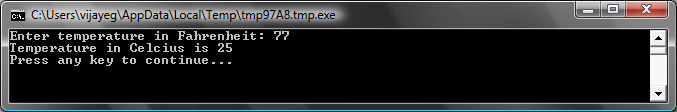 C:\Users\vijayeg\AppData\Local\Temp\tmp97A8.tmp.exe
Enter temperature in Fahrenheit: 77
Temperature in Celcius is 25
Press any key to continue...